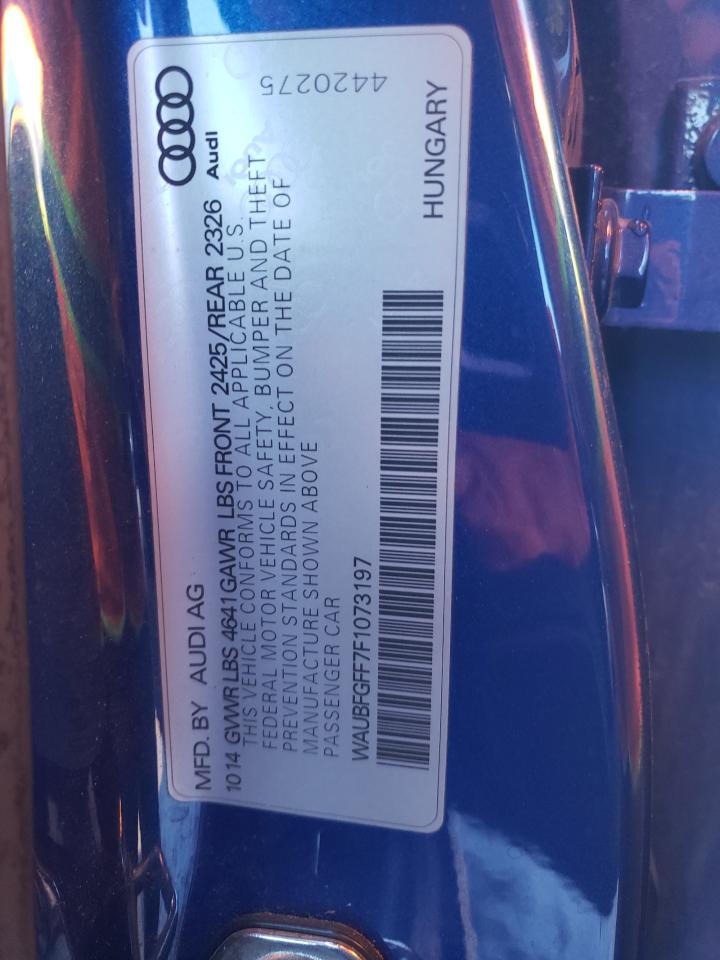 Audi
MFD. BY AUDI AG
10 14 GVWR LBS 4641 GAWR LBS FRONT 2425/REAR 2326
THIS VEHICLE CONFORMS TO ALL APPLICABLE U.S.
FEDERAL MOTOR VEHICLE SAFETY, BUMPER AND THEFT
PREVENTION STANDARDS IN EFFECT ON THE DATE OF
MANUFACTURE SHOWN ABOVE
PASSENGER CAR
WAUBFGFF7F1073197
HUNGARY
4420275